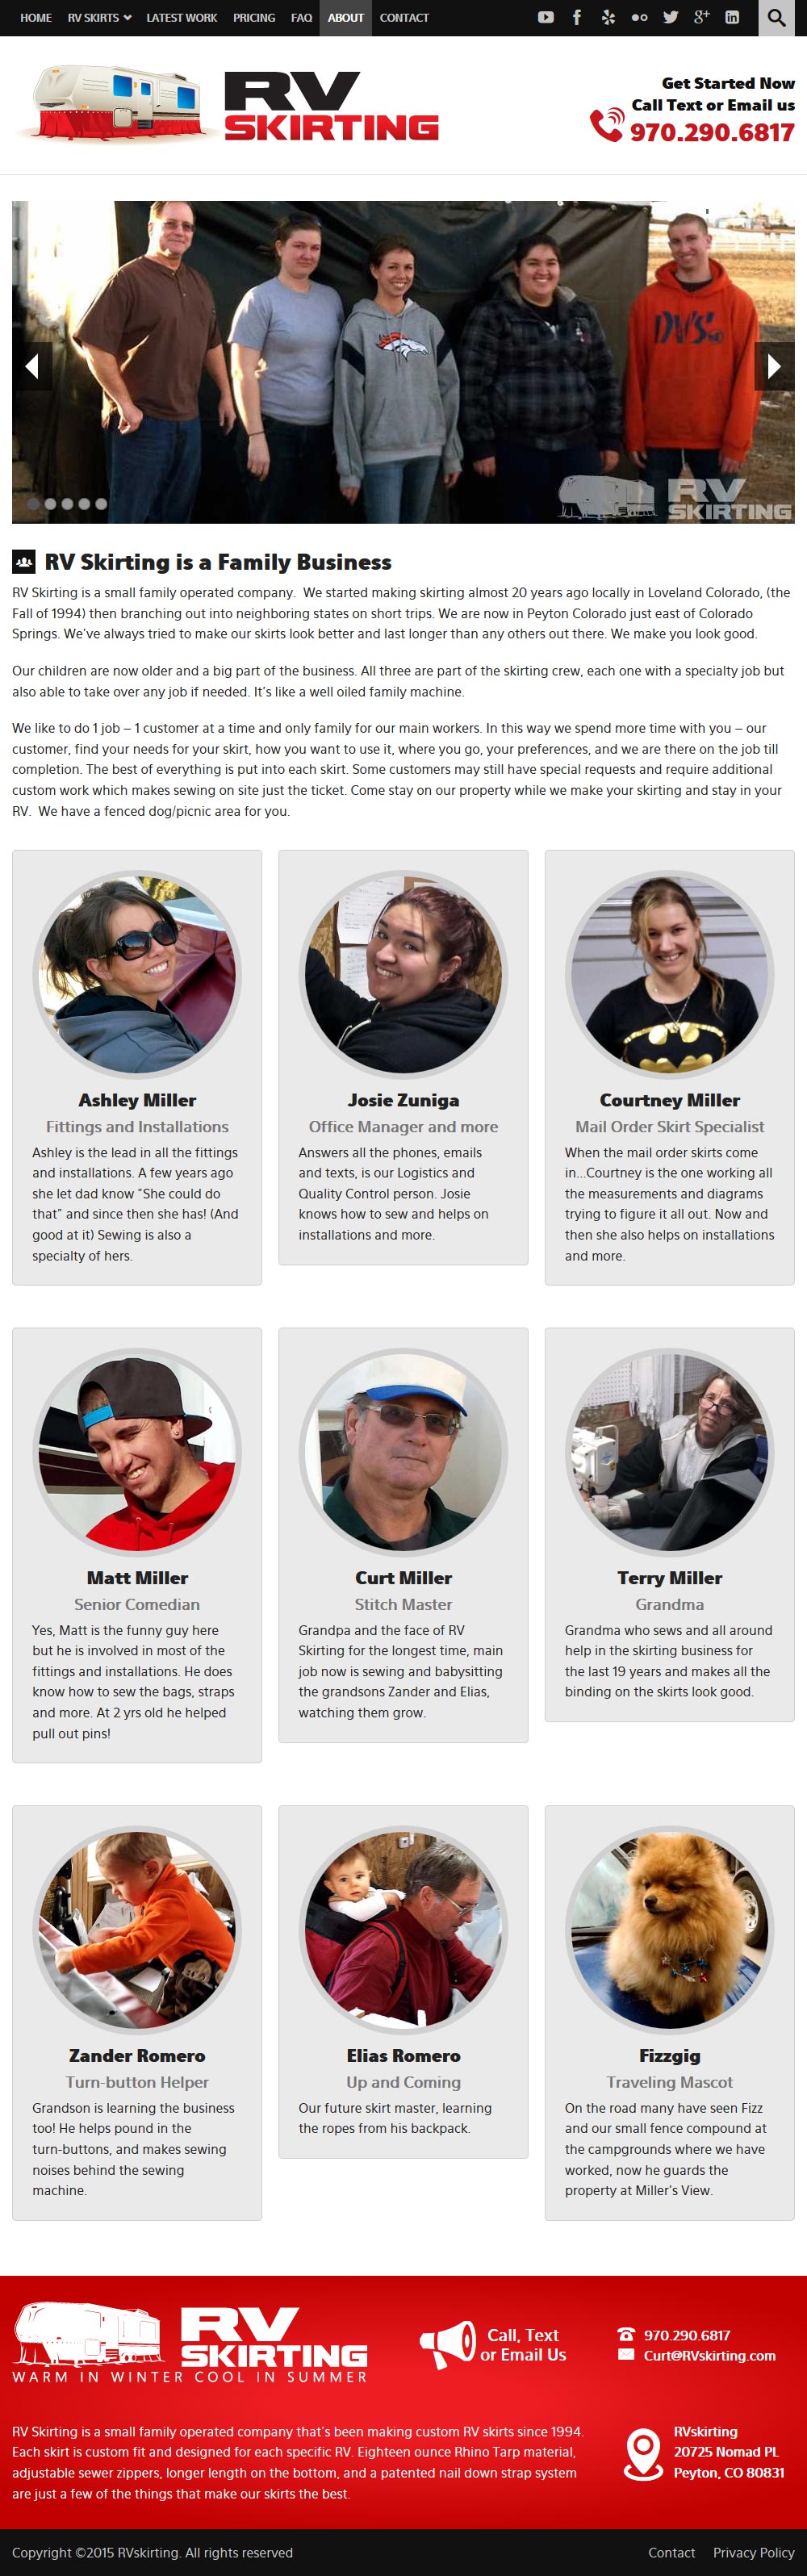 HOME RV SKIRTS LATEST WORK PRICING FAQ ABOUT CONTACT
RV
SKIRTING
Get Started Now
Call Text or Email us
970.290.6817
DVS
RV
SKIRTING
RV Skirting is a Family Business
RV Skirting is a small family operated company.  We started making skirting almost 20 years ago locally in Loveland Colorado, (the
Fall of 1994) then branching out into neighboring states on short trips. We are now in Peyton Colorado just east of Colorado
Springs. We've always tried to make our skirts look better and last longer than any others out there. We make you look good.
Our children are now older and a big part of the business. All three are part of the skirting crew, each one with a specialty job but
also able to take over any job if needed. It's like a well oiled family machine.
We like to do 1 job – 1 customer at a time and only family for our main workers. In this way we spend more time with you – our
customer, find your needs for your skirt, how you want to use it, where you go, your preferences, and we are there on the job till
completion. The best of everything is put into each skirt. Some customers may still have special requests and require additional
custom work which makes sewing on site just the ticket. Come stay on our property while we make your skirting and stay in your
RV.  We have a fenced dog/picnic area for you.
Ashley Miller
Fittings and Installations
Ashley is the lead in all the fittings
and installations. A few years ago
she let dad know “She could do
that” and since then she has! (And
good at it) Sewing is also a
specialty of hers.
Josie Zuniga
Office Manager and more
Answers all the phones, emails
and texts, is our Logistics and
Quality Control person. Josie
knows how to sew and helps on
installations and more.
Courtney Miller
Mail Order Skirt Specialist
When the mail order skirts come
in...Courtney is the one working all
the measurements and diagrams
trying to figure it all out. Now and
then she also helps on installations
and more.
Matt Miller
Senior Comedian
Yes, Matt is the funny guy here
but he is involved in most of the
fittings and installations. He does
know how to sew the bags, straps
and more. At 2 yrs old he helped
pull out pins!
Curt Miller
Stitch Master
Grandpa and the face of RV
Skirting for the longest time, main
job now is sewing and babysitting
the grandsons Zander and Elias,
watching them grow.
Terry Miller
Grandma
Grandma who sews and all around
help in the skirting business for
the last 19 years and makes all the
binding on the skirts look good.
Zander Romero
Turn-button Helper
Grandson is learning the business
too! He helps pound in the
turn-buttons, and makes sewing
noises behind the sewing
machine.
Elias Romero
Up and Coming
Our future skirt master, learning
the ropes from his backpack.
Fizzgig
Traveling Mascot
On the road many have seen Fizz
and our small fence compound at
the campgrounds where we have
worked, now he guards the
property at Miller's View.
RV
SKIRTING
WARM IN WINTER COOL IN SUMMER
Call, Text
or Email Us
970.290.6817
Curt@RVskirting.com
RV Skirting is a small family operated company that's been making custom RV skirts since 1994.
Each skirt is custom fit and designed for each specific RV. Eighteen ounce Rhino Tarp material,
adjustable sewer zippers, longer length on the bottom, and a patented nail down strap system
are just a few of the things that make our skirts the best.
RVskirting
20725 Nomad PL
Peyton, CO 80831
Copyright ©2015 RVskirting. All rights reserved
Contact Privacy Policy